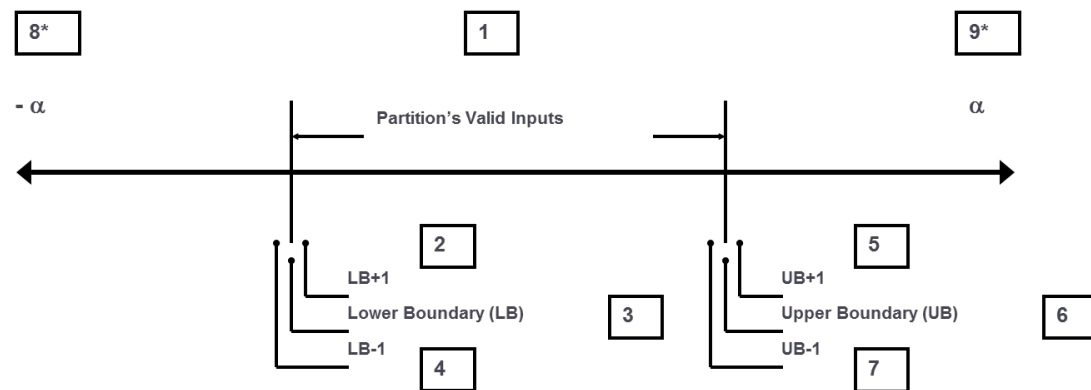 8* 1 9*
- α α
Partition's Valid Inputs
2 5
LB+1 UB+1
Lower Boundary (LB) 3 Upper Boundary (UB) 6
LB-1 UB-1
4 7